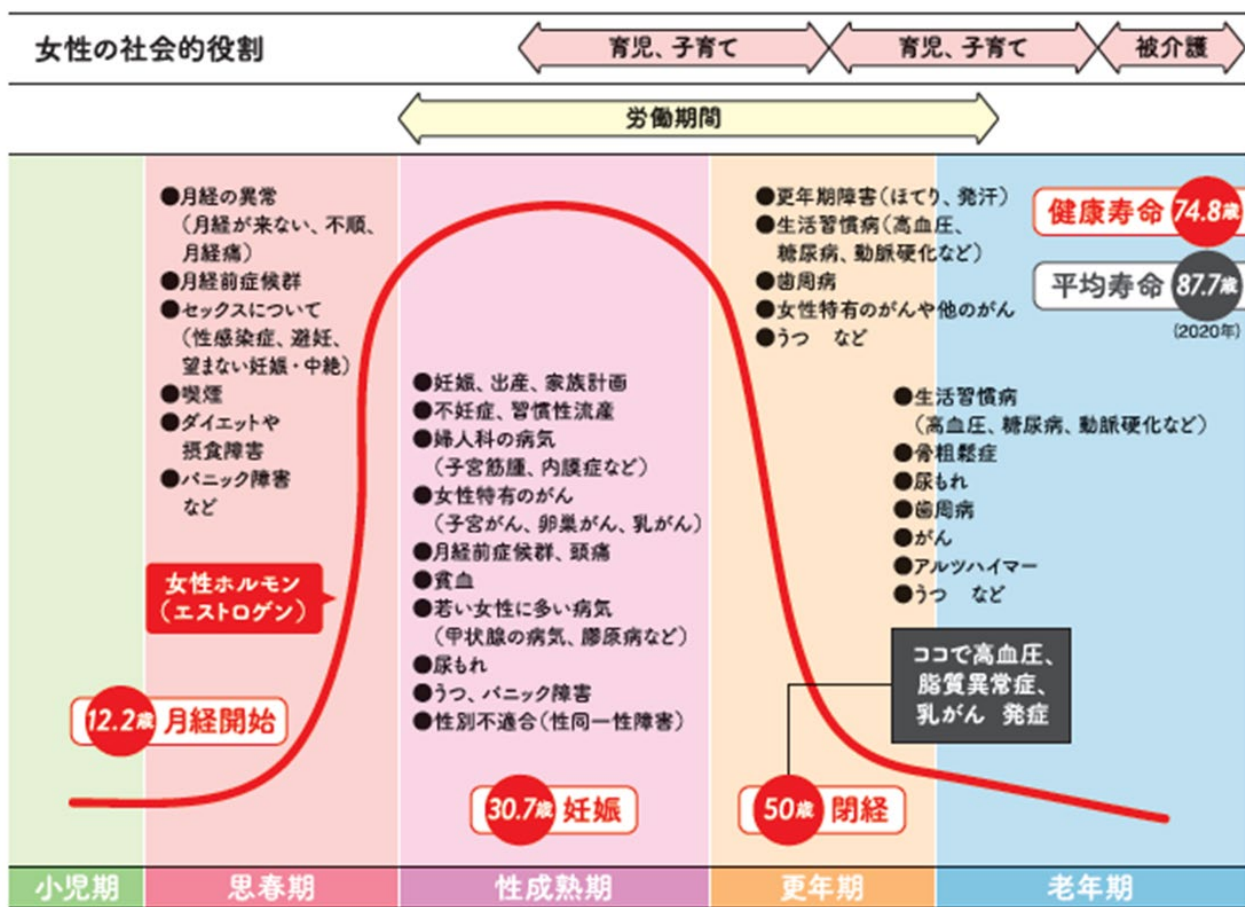 女性の社会的役割
育児、子育て
育児、子育て
被介護
労働期間
●月経の異常
(月経が来ない、不順、
月経痛)
●月経前症候群
●セックスについて
(性感染症、避妊、
望まない妊娠・中絶)
●喫煙
●ダイエットや
摂食障害
●パニック障害
など
女性ホルモン
(エストロゲン)
12.2歳 月経開始
●妊娠、出産、家族計画
●不妊症、習慣性流産
●婦人科の病気
(子宮筋腫、内膜症など)
●女性特有のがん
(子宮がん、卵巣がん、乳がん)
●月経前症候群、頭痛
●貧血
●若い女性に多い病気
(甲状腺の病気、膠原病など)
●尿もれ
●うつ、パニック障害
●性別不適合(性同一性障害)
30.7歳 妊娠
●更年期障害(ほてり、発汗)
●生活習慣病(高血圧、
糖尿病、動脈硬化など)
●歯周病
●女性特有のがんや他のがん
●うつ など
50歳 閉経
健康寿命 74.8歳
平均寿命 87.7歳
(2020年)
●生活習慣病
(高血圧、糖尿病、動脈硬化など)
●骨粗鬆症
●尿もれ
●歯周病
●がん
●アルツハイマー
●うつ など
ココで高血圧、
脂質異常症、
乳がん 発症
小児期
思春期
性成熟期
更年期
老年期